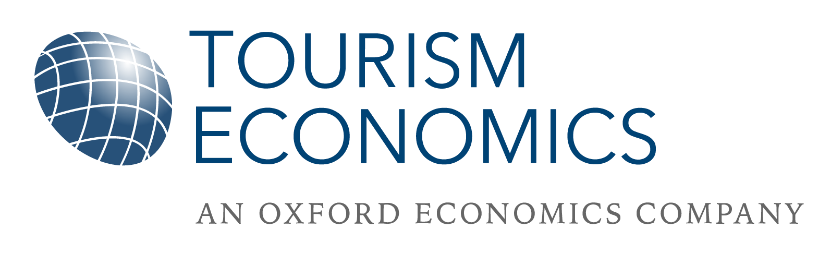 TOURISM
ECONOMICS
AN OXFORD ECONOMICS COMPANY